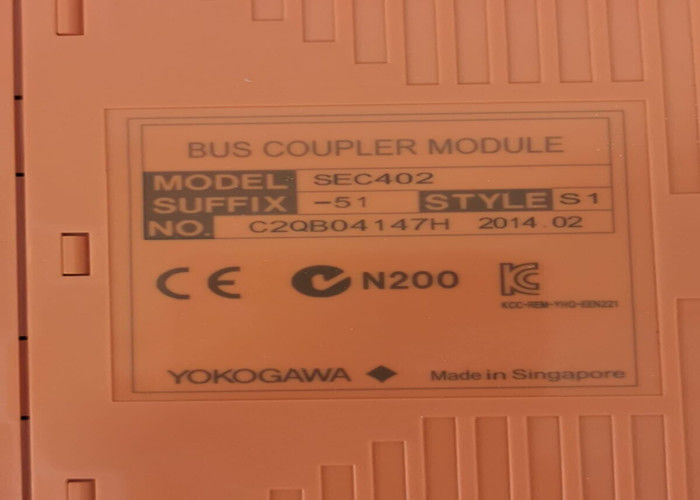 BUS COUPLER MODULE
MODEL SEC402
SUFFIX -51 STYLE S1
NO. C2QB04147H 2014.02
CE N200 KC
KCC-REM-YHQ-EEN221
YOKOGAWA ◆ Made in Singapore